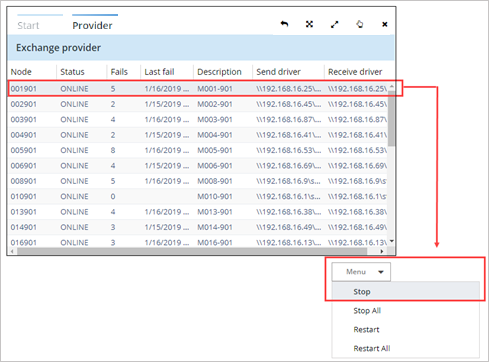 Start Provider
Exchange provider
Node Status Fails Last fail Description Send driver Receive driver
001901 ONLINE 5 1/16/2019 ... M001-901 \\192.168.16.25\... \\192.168.16.25\
002901 ONLINE 2 1/15/2019 ... M002-901 \\192.168.16.45\... \\192.168.16.45\
003901 ONLINE 4 1/16/2019 ... M003-901 \\192.168.16.87\... \\192.168.16.87\
004901 ONLINE 2 1/15/2019 ... M004-901 \\192.168.16.41\... \\192.168.16.41\
005901 ONLINE 8 1/16/2019 ... M005-901 \\192.168.16.53\... \\192.168.16.53\
006901 ONLINE 4 1/15/2019 ... M006-901 \\192.168.16.69\... \\192.168.16.69\
008901 ONLINE 5 1/16/2019 ... M008-901 \\192.168.16.9\s... \\192.168.16.9\s
010901 ONLINE 0 M010-901 \\192.168.16.1\s... \\192.168.16.1\s
013901 ONLINE 4 1/16/2019 ... M013-901 \\192.168.16.38\... \\192.168.16.38\
014901 ONLINE 3 1/16/2019 ... M014-901 \\192.168.16.49\... \\192.168.16.49\
016901 ONLINE 3 1/15/2019 ... M016-901 \\192.168.16.13\... \\192.168.16.13\
Menu
Stop
Stop All
Restart
Restart All